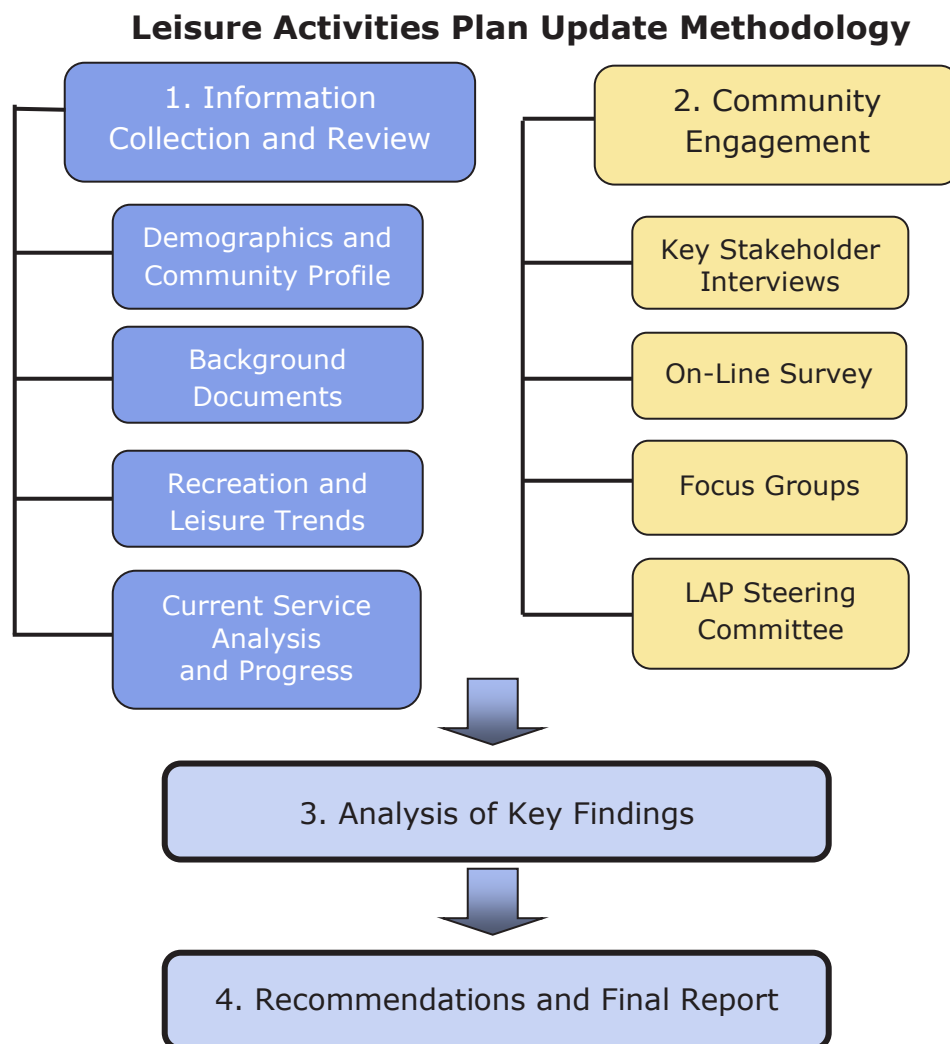 Leisure Activities Plan Update Methodology
1. Information
Collection and Review
Demographics and
Community Profile
Background
Documents
Recreation and
Leisure Trends
Current Service
Analysis
and Progress
2. Community
Engagement
Key Stakeholder
Interviews
On-Line Survey
Focus Groups
LAP Steering
Committee
3. Analysis of Key Findings
4. Recommendations and Final Report